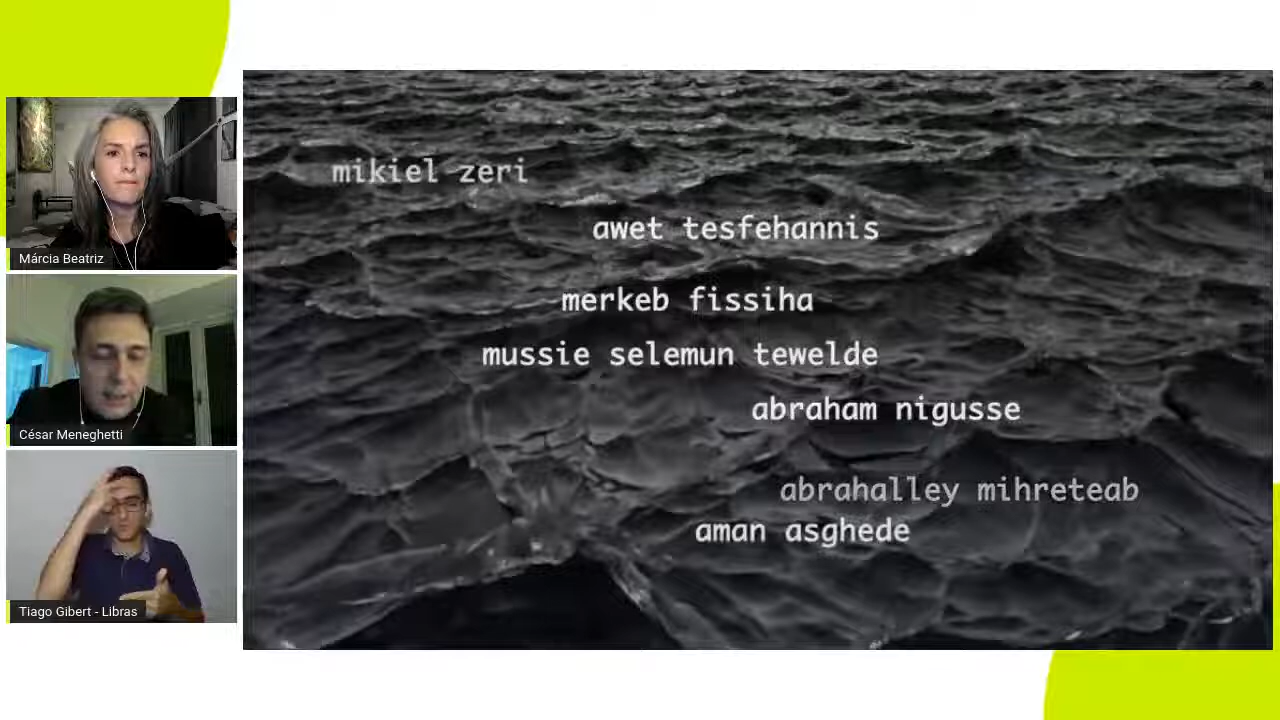 Márcia Beatriz
César Meneghetti
Tiago Gibert - Libras
mikiel zeri
awet tesfehannis
merkeb fissiha
mussie selemun tewelde
abraham nigusse
abrahalley mihreteab
aman asghede